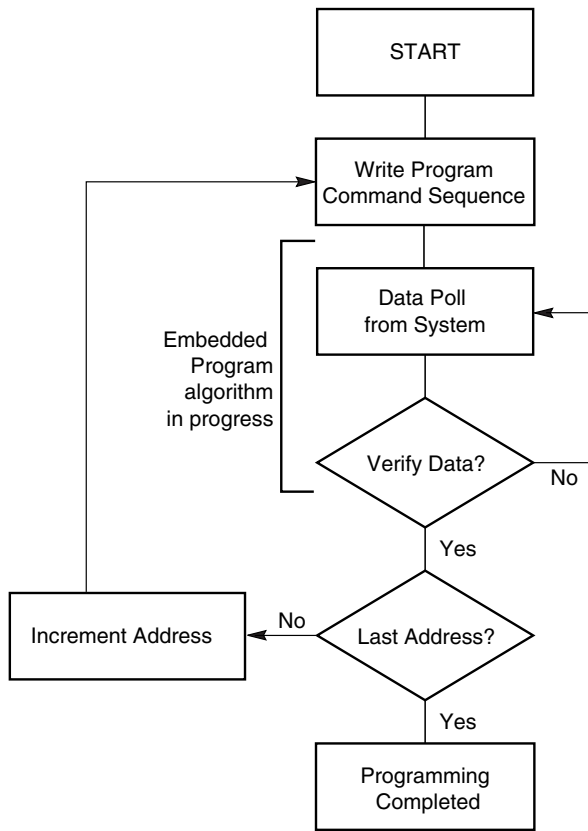 START
Write Program
Command Sequence
Data Poll
from System
Embedded
Program
algorithm
in progress
Verify Data?
No
Yes
Last Address?
No
Increment Address
Yes
Programming
Completed